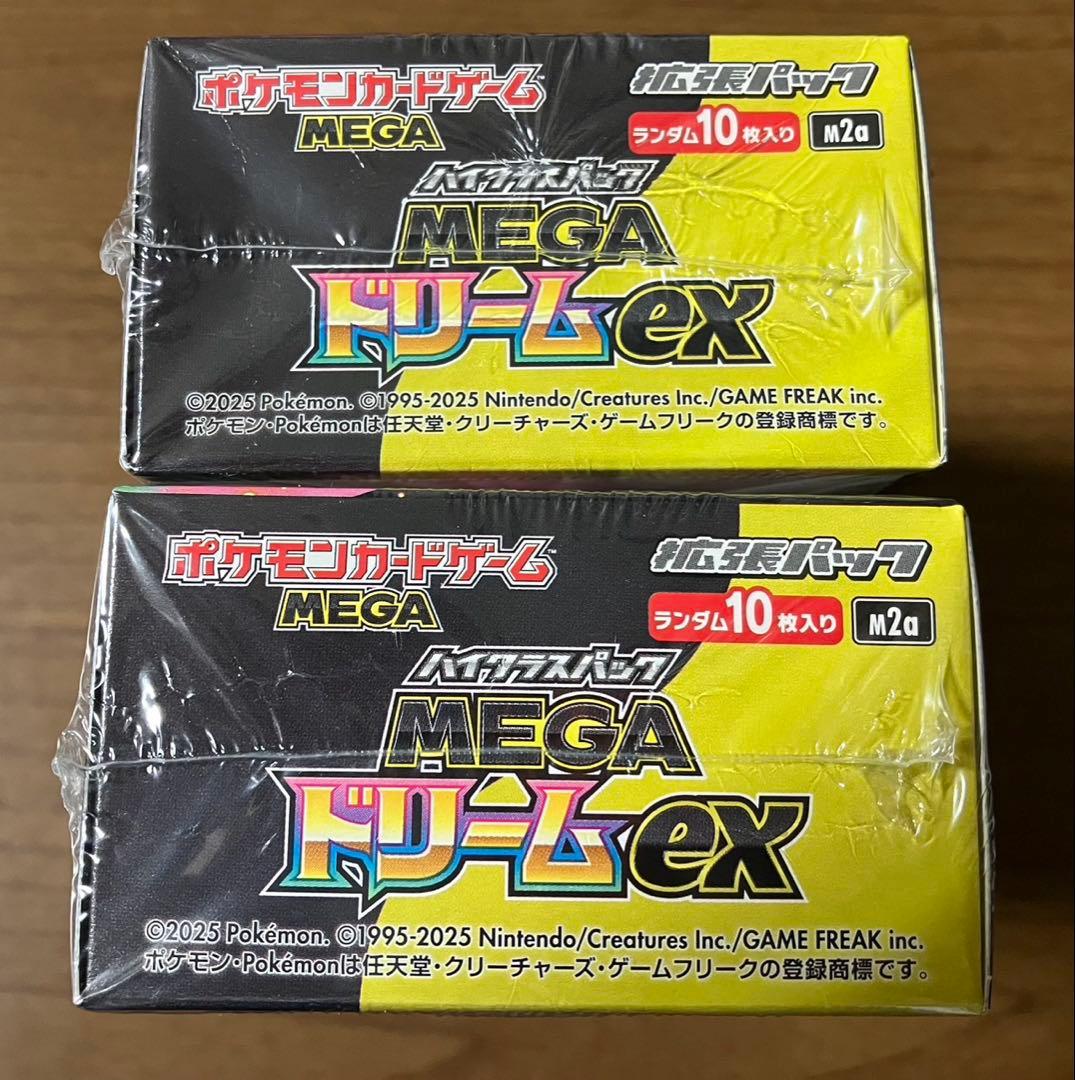 ポケモンカードゲーム™
MEGA
拡張パック
ランダム10枚入り M2a
ハイクラスパック
MEGA
ドリームex
©2025 Pokémon. ©1995-2025 Nintendo/Creatures Inc./GAME FREAK inc.
ポケモン・Pokémonは任天堂・クリーチャーズ・ゲームフリークの登録商標です。
ポケモンカードゲーム™
MEGA
拡張パック
ランダム10枚入り M2a
ハイクラスパック
MEGA
ドリームex
©2025 Pokémon. ©1995-2025 Nintendo/Creatures Inc./GAME FREAK inc.
ポケモン・Pokémonは任天堂・クリーチャーズ・ゲームフリークの登録商標です。